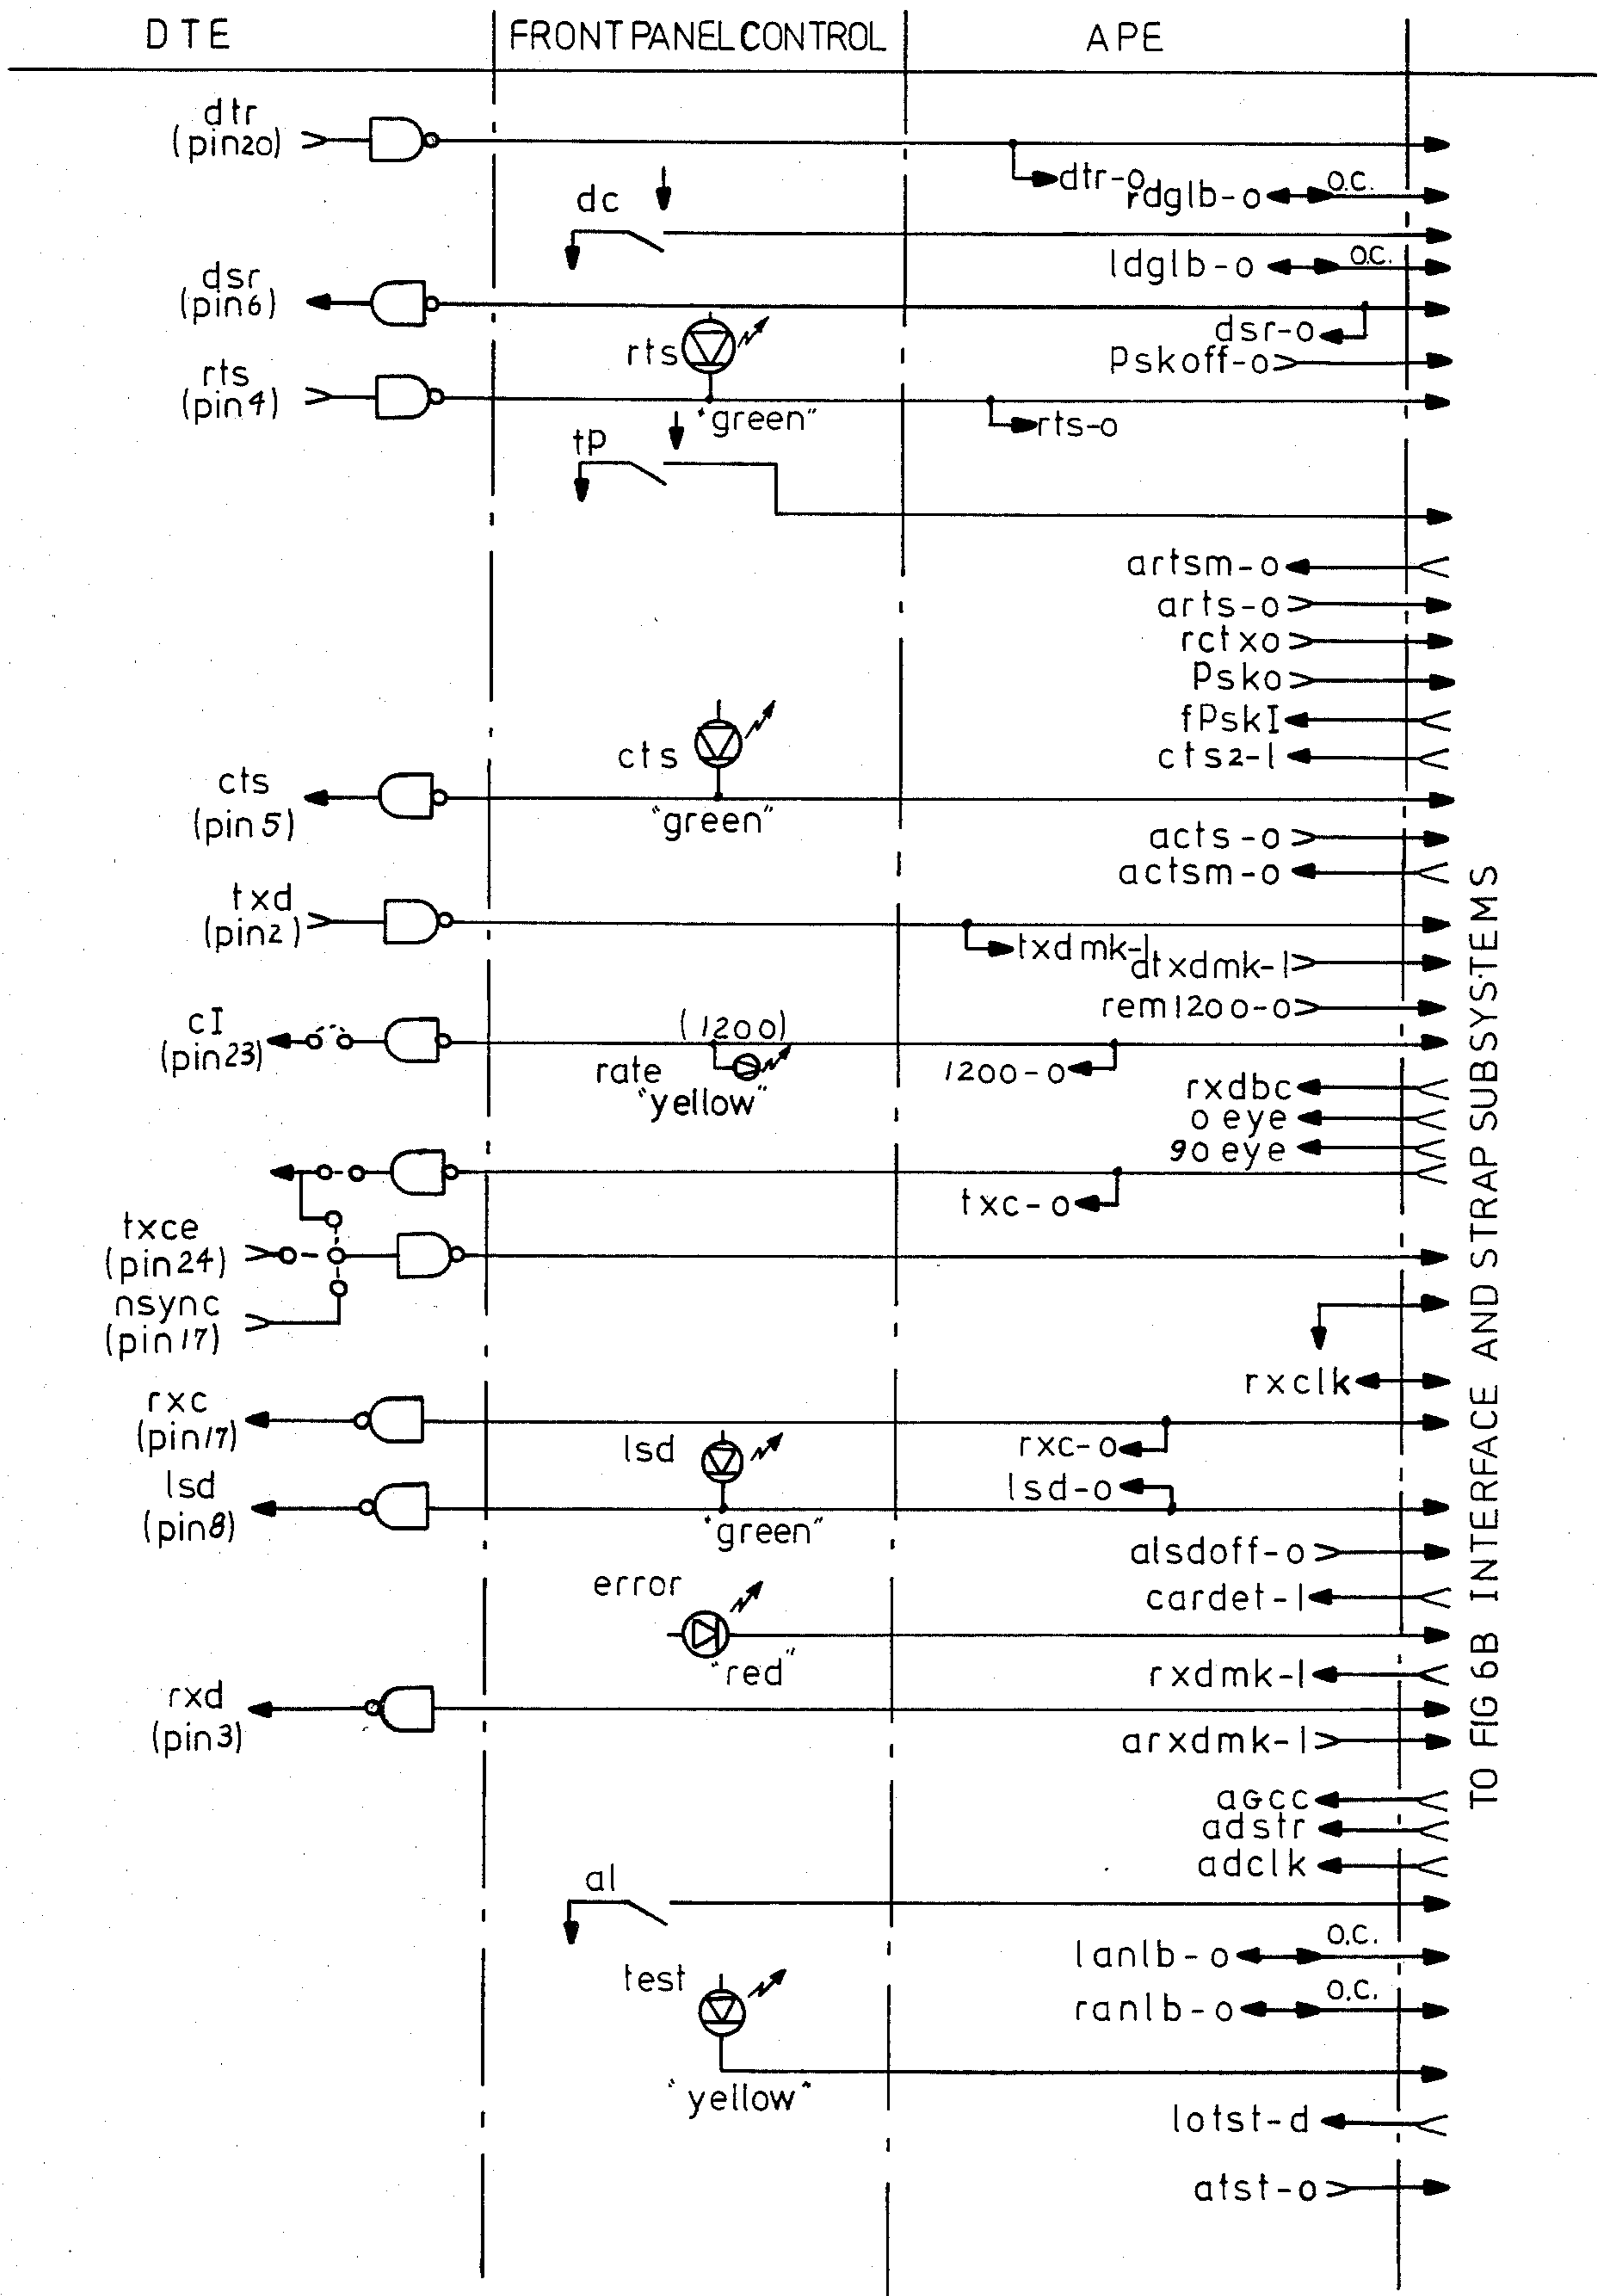 DTE
FRONT PANEL CONTROL
APE
dtr
(pin20)
dtr-o
rdglb-o
o.c.
dc
ldglb-o
o.c.
dsr
(pin6)
dsr-o
rts
Pskoff-o
rts
(pin4)
"green"
rts-o
tp
artsm-o
arts-o
rctxo
Psko
fPskI
cts
cts2-l
cts
(pin5)
"green"
acts-o
actsm-o
txd
(pin2)
txdmk-l
dtxdmk-l
rem1200-o
cI
(pin23)
(1200)
rate
"yellow"
1200-o
rxdbc
o eye
90 eye
txc-o
txce
(pin24)
nsync
(pin17)
rxclk
rxc
(pin17)
rxc-o
lsd
lsd-o
lsd
(pin8)
"green"
alsdoff-o
error
cardet-l
"red"
rxdmk-l
rxd
(pin3)
arxdmk-l
aGcc
adstr
adclk
al
lanlb-o
o.c.
test
ranlb-o
o.c.
"yellow"
lotst-d
atst-o
TO FIG 6B INTERFACE AND STRAP SUBSYSTEMS